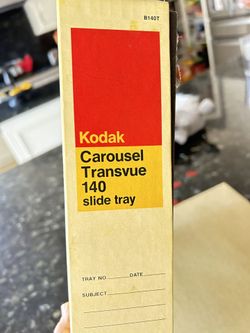 B140T
Kodak
Carousel
Transvue
140
slide tray
TRAY NO. DATE
SUBJECT